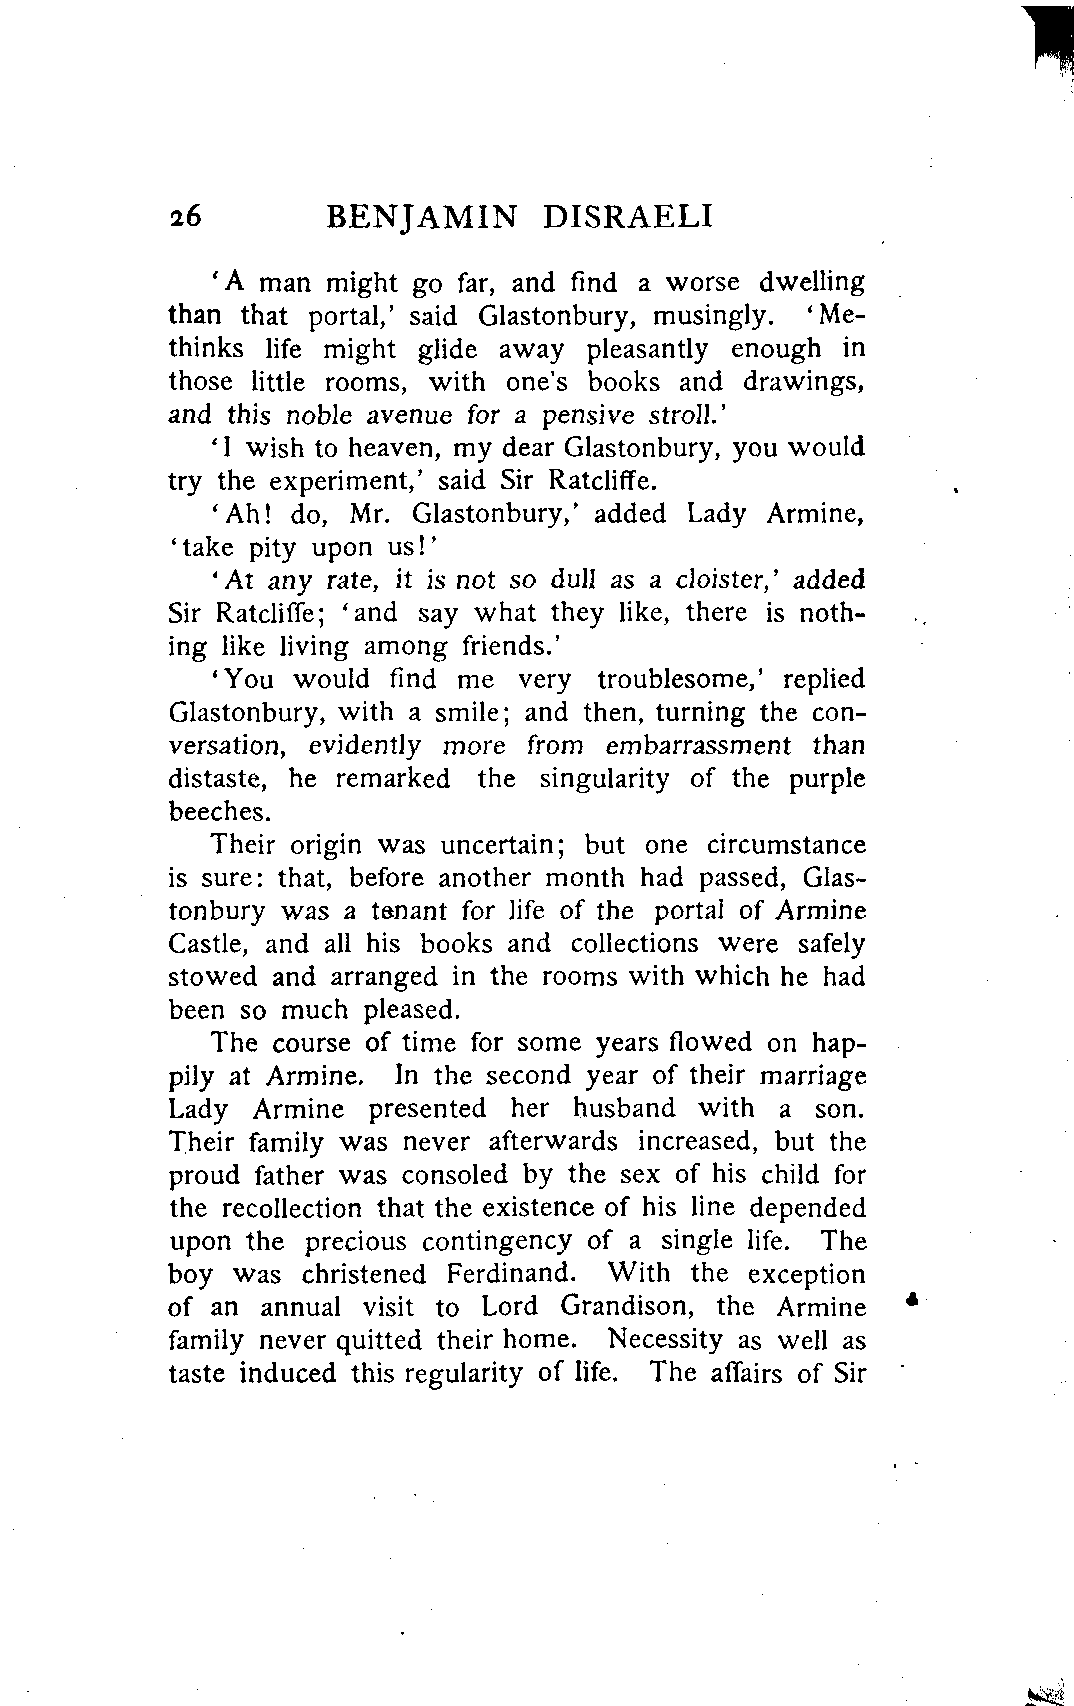 26 BENJAMIN DISRAELI
‘A man might go far, and find a worse dwelling
than that portal,’ said Glastonbury, musingly. ‘Me-
thinks life might glide away pleasantly enough in
those little rooms, with one's books and drawings,
and this noble avenue for a pensive stroll.’
‘I wish to heaven, my dear Glastonbury, you would
try the experiment,’ said Sir Ratcliffe.
‘Ah! do, Mr. Glastonbury,’ added Lady Armine,
‘take pity upon us!’
‘At any rate, it is not so dull as a cloister,’ added
Sir Ratcliffe; ‘and say what they like, there is noth-
ing like living among friends.’
‘You would find me very troublesome,’ replied
Glastonbury, with a smile; and then, turning the con-
versation, evidently more from embarrassment than
distaste, he remarked the singularity of the purple
beeches.
Their origin was uncertain; but one circumstance
is sure: that, before another month had passed, Glas-
tonbury was a tenant for life of the portal of Armine
Castle, and all his books and collections were safely
stowed and arranged in the rooms with which he had
been so much pleased.
The course of time for some years flowed on hap-
pily at Armine. In the second year of their marriage
Lady Armine presented her husband with a son.
Their family was never afterwards increased, but the
proud father was consoled by the sex of his child for
the recollection that the existence of his line depended
upon the precious contingency of a single life. The
boy was christened Ferdinand. With the exception
of an annual visit to Lord Grandison, the Armine
family never quitted their home. Necessity as well as
taste induced this regularity of life. The affairs of Sir